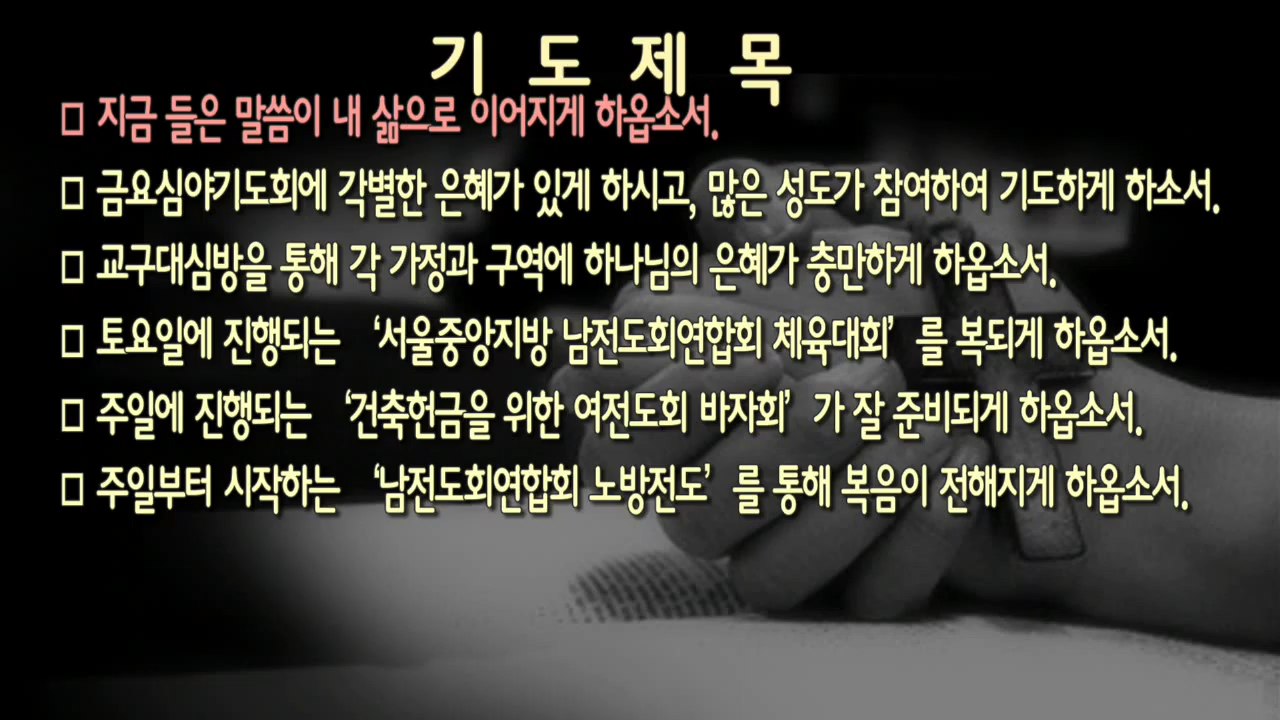 기 도 제 목
□ 지금 들은 말씀이 내 삶으로 이어지게 하옵소서.
□ 금요심야기도회에 각별한 은혜가 있게 하시고, 많은 성도가 참여하여 기도하게 하소서.
□ 교구대심방을 통해 각 가정과 구역에 하나님의 은혜가 충만하게 하옵소서.
□ 토요일에 진행되는 ‘서울중앙지방 남전도회연합회 체육대회’를 복되게 하옵소서.
□ 주일에 진행되는 ‘건축헌금을 위한 여전도회 바자회’가 잘 준비되게 하옵소서.
□ 주일부터 시작하는 ‘남전도회연합회 노방전도’를 통해 복음이 전해지게 하옵소서.